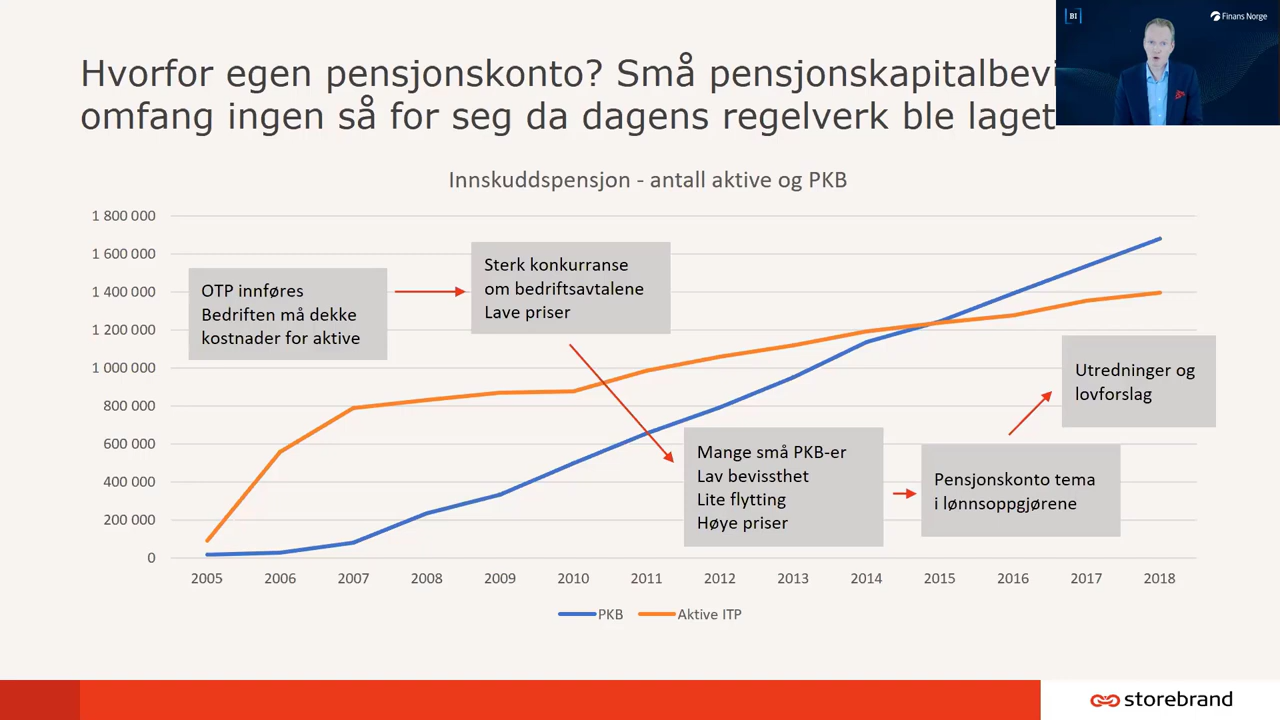 BI
Finans Norge
Hvorfor egen pensjonskonto? Små
omfang ingen så for seg da dagens regelverk ble laget
Innskuddspensjon - antall aktive og PKB
1 800 000
1 600 000
1 400 000
1 200 000
1 000 000
800 000
600 000
400 000
200 000
0
OTP innføres
Bedriften må dekke
kostnader for aktive
Sterk konkurranse
om bedriftsavtalene
Lave priser
Mange små PKB-er
Lav bevissthet
Lite flytting
Høye priser
Pensjonskonto tema
i lønnsoppgjørene
Utredninger og
lovforslag
2005 2006 2007 2008 2009 2010 2011 2012 2013 2014 2015 2016 2017 2018
PKB Aktive ITP
storebrand